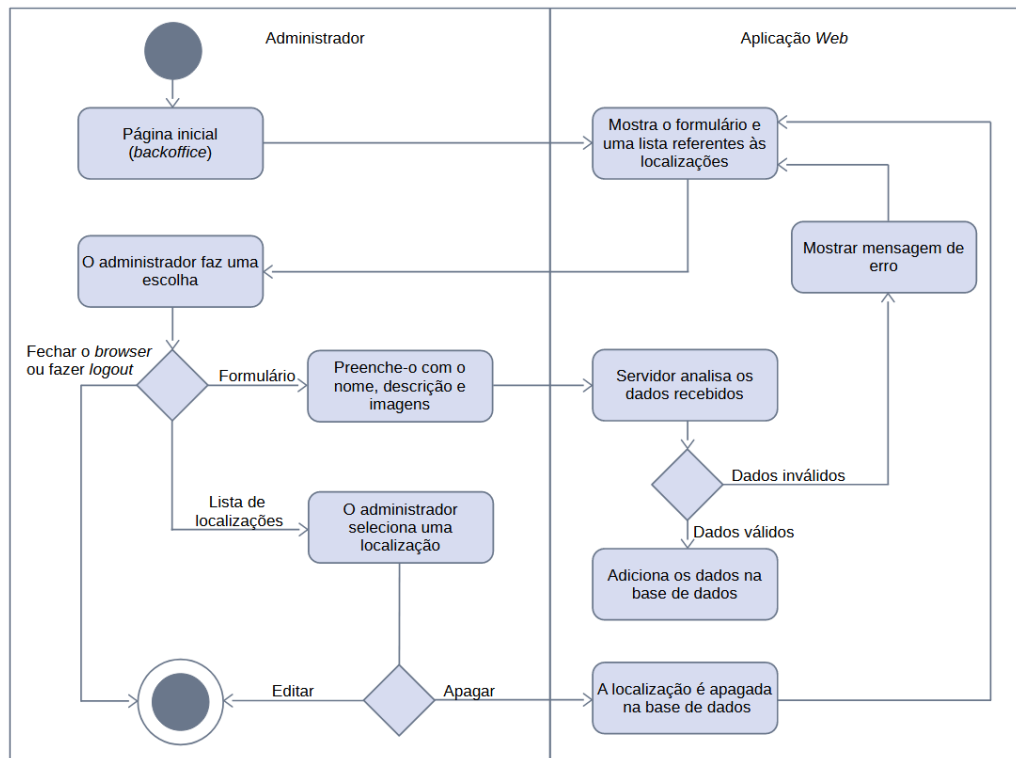 Administrador
Aplicação Web
Página inicial
(backoffice)
Mostra o formulário e
uma lista referentes às
localizações
O administrador faz uma
escolha
Mostrar mensagem de
erro
Fechar o browser
ou fazer logout
Formulário
Preenche-o com o
nome, descrição e
imagens
Servidor analisa os
dados recebidos
Dados inválidos
Lista de
localizações
O administrador
seleciona uma
localização
Dados válidos
Adiciona os dados na
base de dados
Editar
Apagar
A localização é apagada
na base de dados